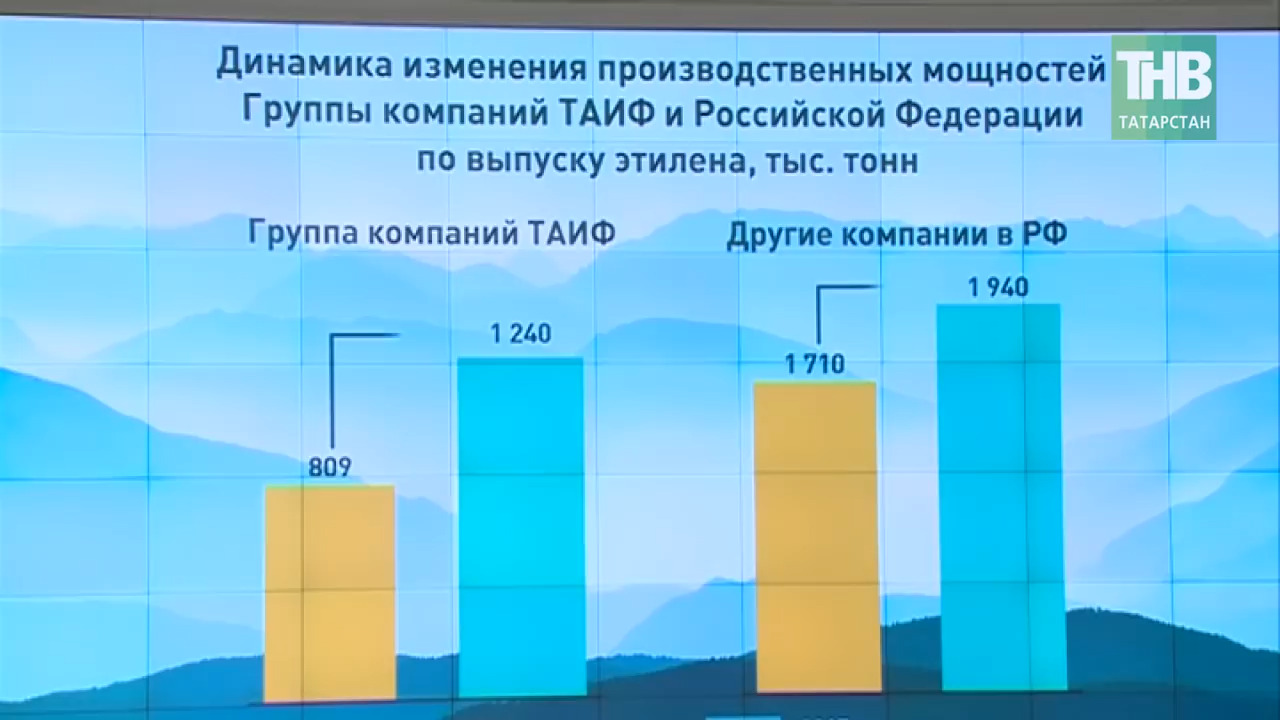 Динамика изменения производственных мощностей
Группы компаний ТАИФ и Российской Федерации
по выпуску этилена, тыс. тонн
ТНВ
ТАТАРСТАН
Группа компаний ТАИФ
Другие компании в РФ
809
1 240
1 710
1 940